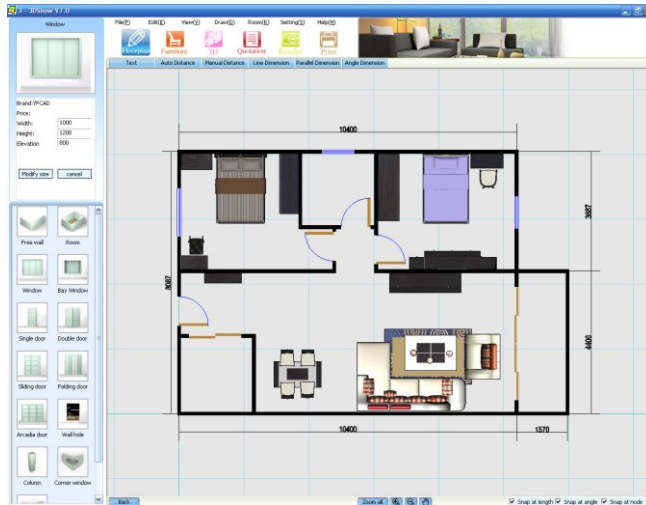 3 - 3DShow V7.0
Window
File(F) Edit(E) View(V) Draw(D) Room(R) Setting(S) Help(H)
Floorplan Furniture 3D Quotation Render Print
Text Auto Distance Manual Distance Line Dimension Parallel Dimension Angle Dimension
Brand:YFCAD
Price:
Width: 1000
Height: 1200
Elevation 800
Modify size cancel
Free wall Room
Window Bay Window
Single door Double door
Sliding door Folding door
Arcadia door Wall hole
Column Corner window
10400
3687
8087
4400
10400 1570
Back Zoom all Snap at length Snap at angle Snap at node